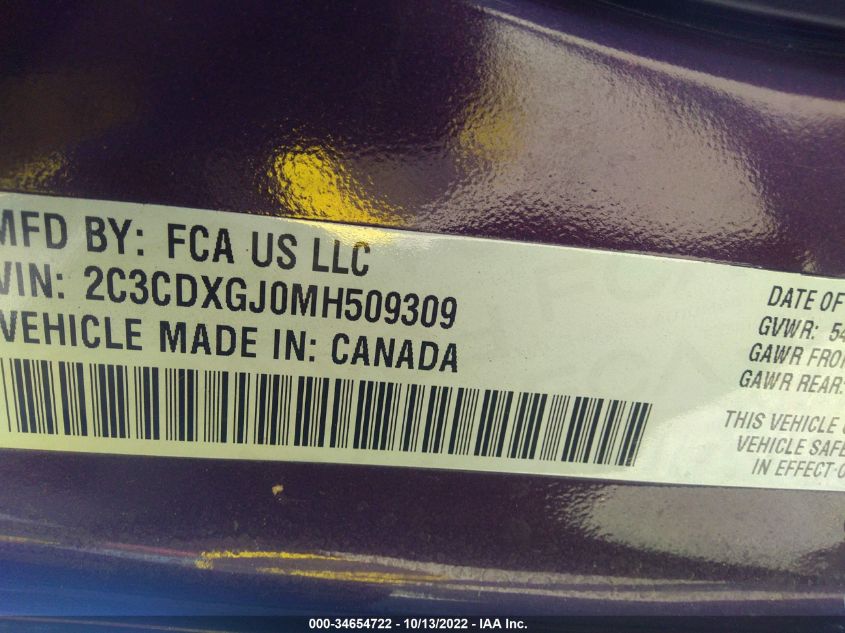 MFD BY: FCA US LLC
VIN: 2C3CDXGJ0MH509309
VEHICLE MADE IN: CANADA
DATE OF
GVWR: 54
GAWR FRON
GAWR REAR:
THIS VEHICLE
VEHICLE SAFE
IN EFFECT
000-34654722 - 10/13/2022 - IAA Inc.